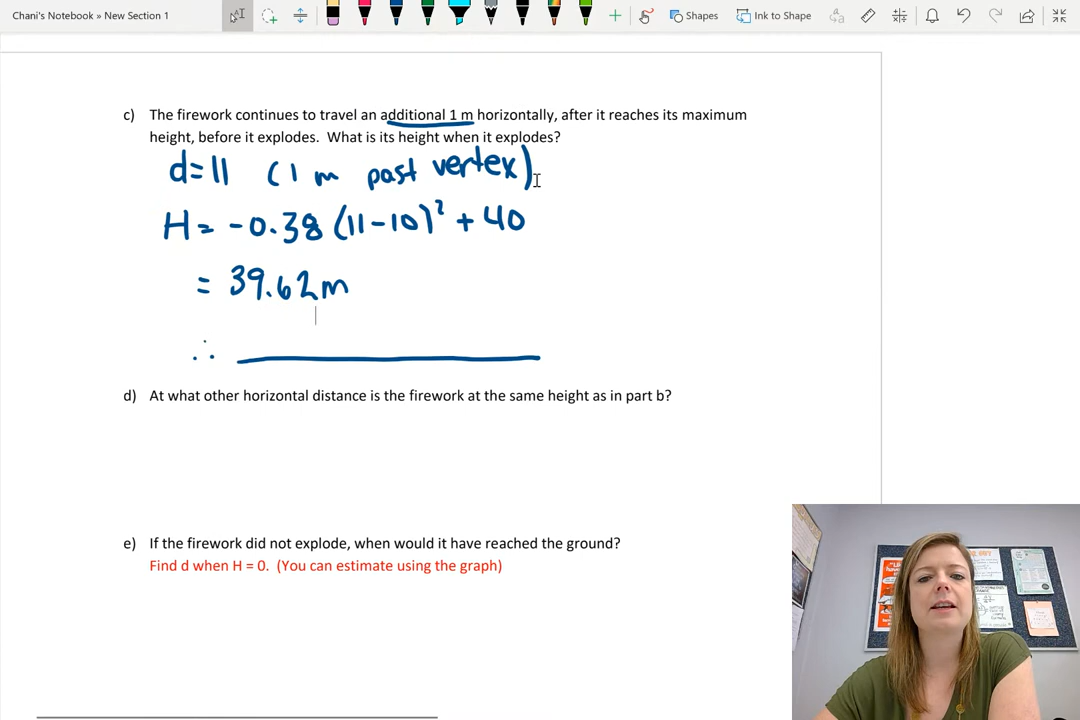 Chani's Notebook » New Section 1
Shapes
Ink to Shape
c) The firework continues to travel an additional 1 m horizontally, after it reaches its maximum
height, before it explodes. What is its height when it explodes?
d=11 (1 m past vertex)
H = -0.38 (11-10)² + 40
= 39.62m
∴
d) At what other horizontal distance is the firework at the same height as in part b?
e) If the firework did not explode, when would it have reached the ground?
Find d when H = 0. (You can estimate using the graph)